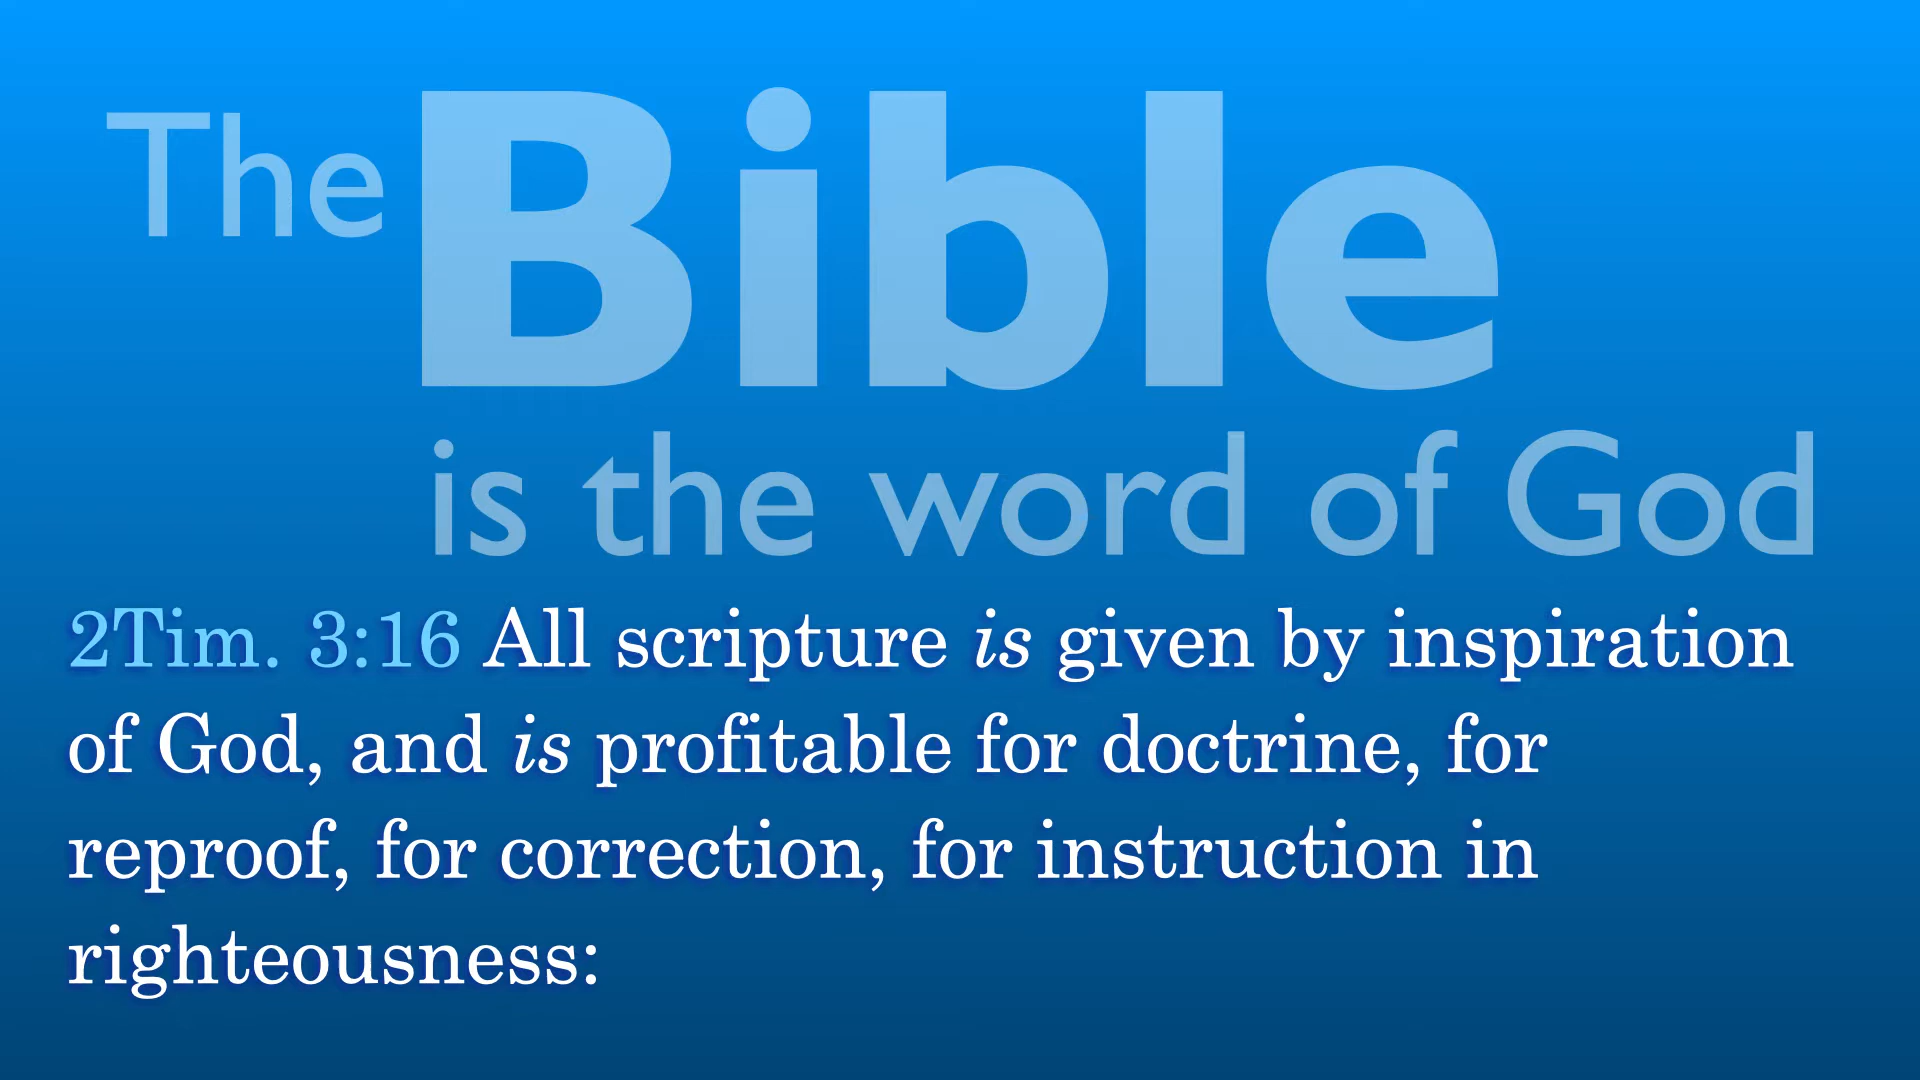 The Bible
is the word of God
2Tim. 3:16 All scripture is given by inspiration
of God, and is profitable for doctrine, for
reproof, for correction, for instruction in
righteousness: